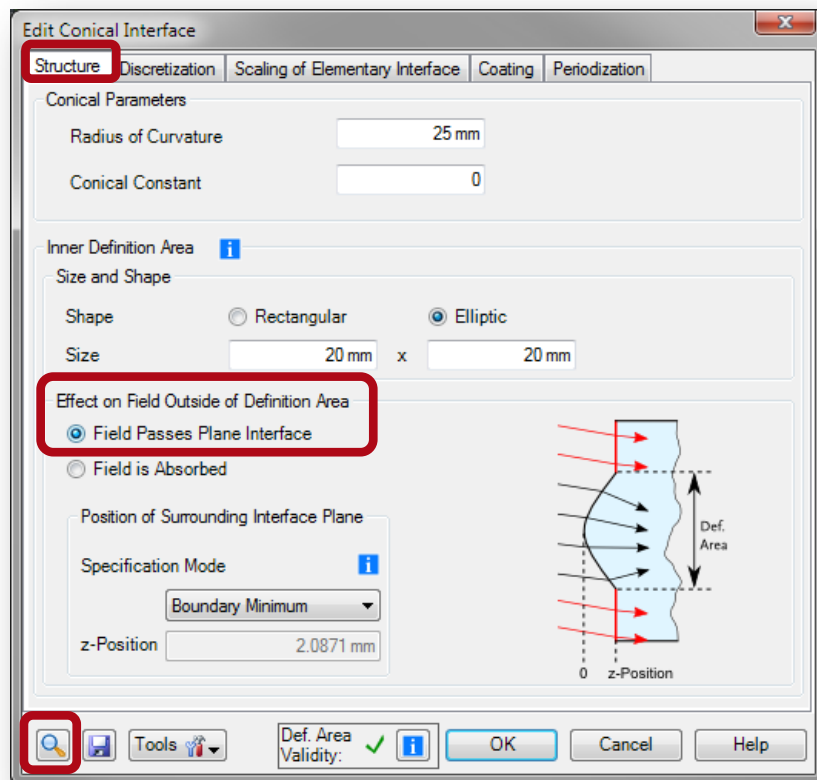 Edit Conical Interface
x
Structure Discretization Scaling of Elementary Interface Coating Periodization
Conical Parameters
Radius of Curvature 25 mm
Conical Constant 0
Inner Definition Area i
Size and Shape
Shape Rectangular Elliptic
Size 20 mm x 20 mm
Effect on Field Outside of Definition Area
Field Passes Plane Interface
Field is Absorbed
Position of Surrounding Interface Plane
Specification Mode i
Boundary Minimum
z-Position 2.0871 mm
Def.
Area
0 z-Position
Tools
Def. Area
Validity: i
OK Cancel Help